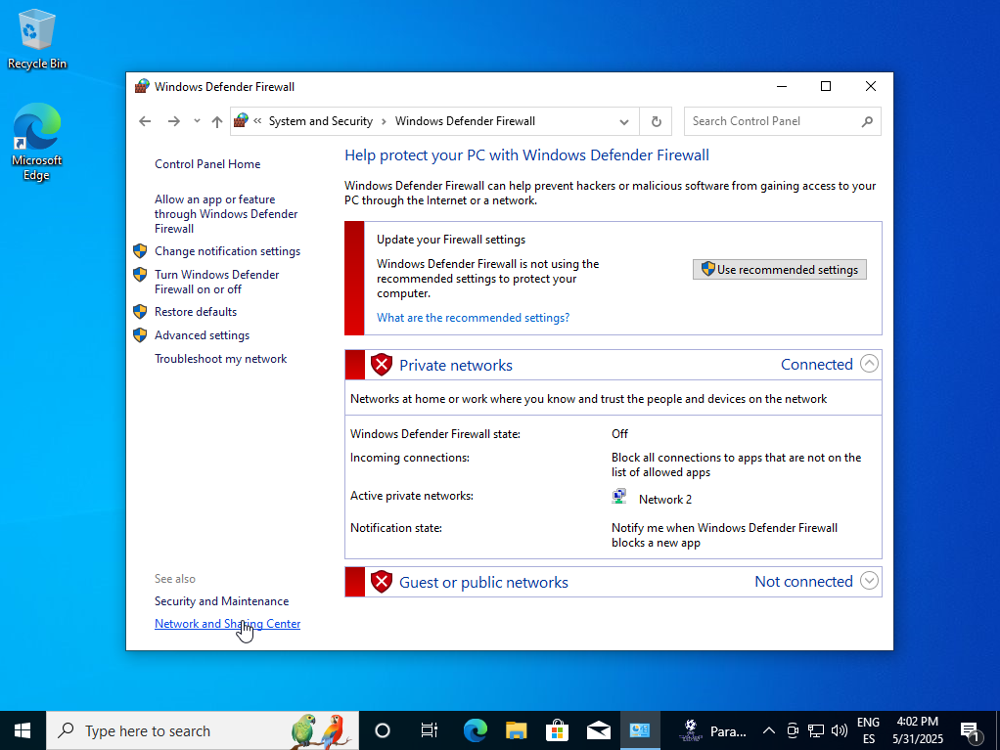 Recycle Bin
Microsoft
Edge
Windows Defender Firewall
« System and Security > Windows Defender Firewall
Search Control Panel
Control Panel Home
Allow an app or feature
through Windows Defender
Firewall
Change notification settings
Turn Windows Defender
Firewall on or off
Restore defaults
Advanced settings
Troubleshoot my network
See also
Security and Maintenance
Network and Sharing Center
Help protect your PC with Windows Defender Firewall
Windows Defender Firewall can help prevent hackers or malicious software from gaining access to your
PC through the Internet or a network.
Update your Firewall settings
Windows Defender Firewall is not using the
recommended settings to protect your
computer.
What are the recommended settings?
Use recommended settings
Private networks Connected
Networks at home or work where you know and trust the people and devices on the network
Windows Defender Firewall state: Off
Incoming connections: Block all connections to apps that are not on the
list of allowed apps
Active private networks: Network 2
Notification state: Notify me when Windows Defender Firewall
blocks a new app
Guest or public networks Not connected
Type here to search
Para...
ENG
ES
4:02 PM
5/31/2025
1